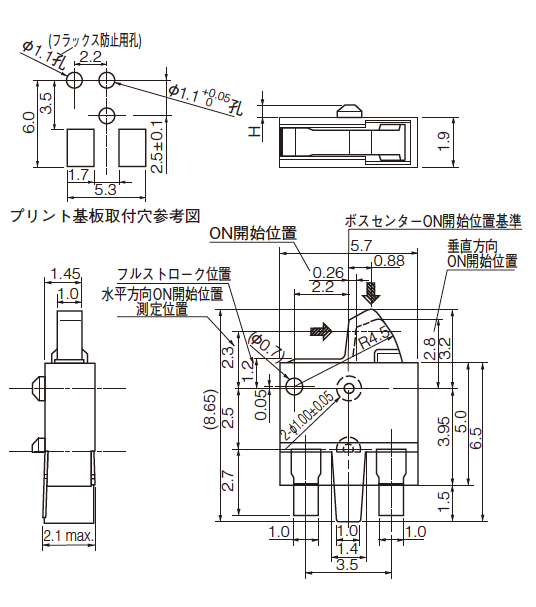 (フラックス防止用孔)
φ1.1孔
2.2
φ1.1 +0.05 0 孔
6.0
3.5
2.5±0.1
1.7
5.3
プリント基板取付穴参考図
H
1.9
ボスセンターON開始位置基準
ON開始位置
5.7
垂直方向
ON開始位置
0.88
0.26
2.2
フルストローク位置
水平方向ON開始位置
測定位置
1.45
1.0
2.1 max.
(φ0.7)
R4.5
2.3
1.2
2.8
3.2
(8.65)
2.5
0.05
2-φ1.00±0.05
3.95
5.0
6.5
2.7
1.5
1.0
1.0
1.0
1.4
3.5